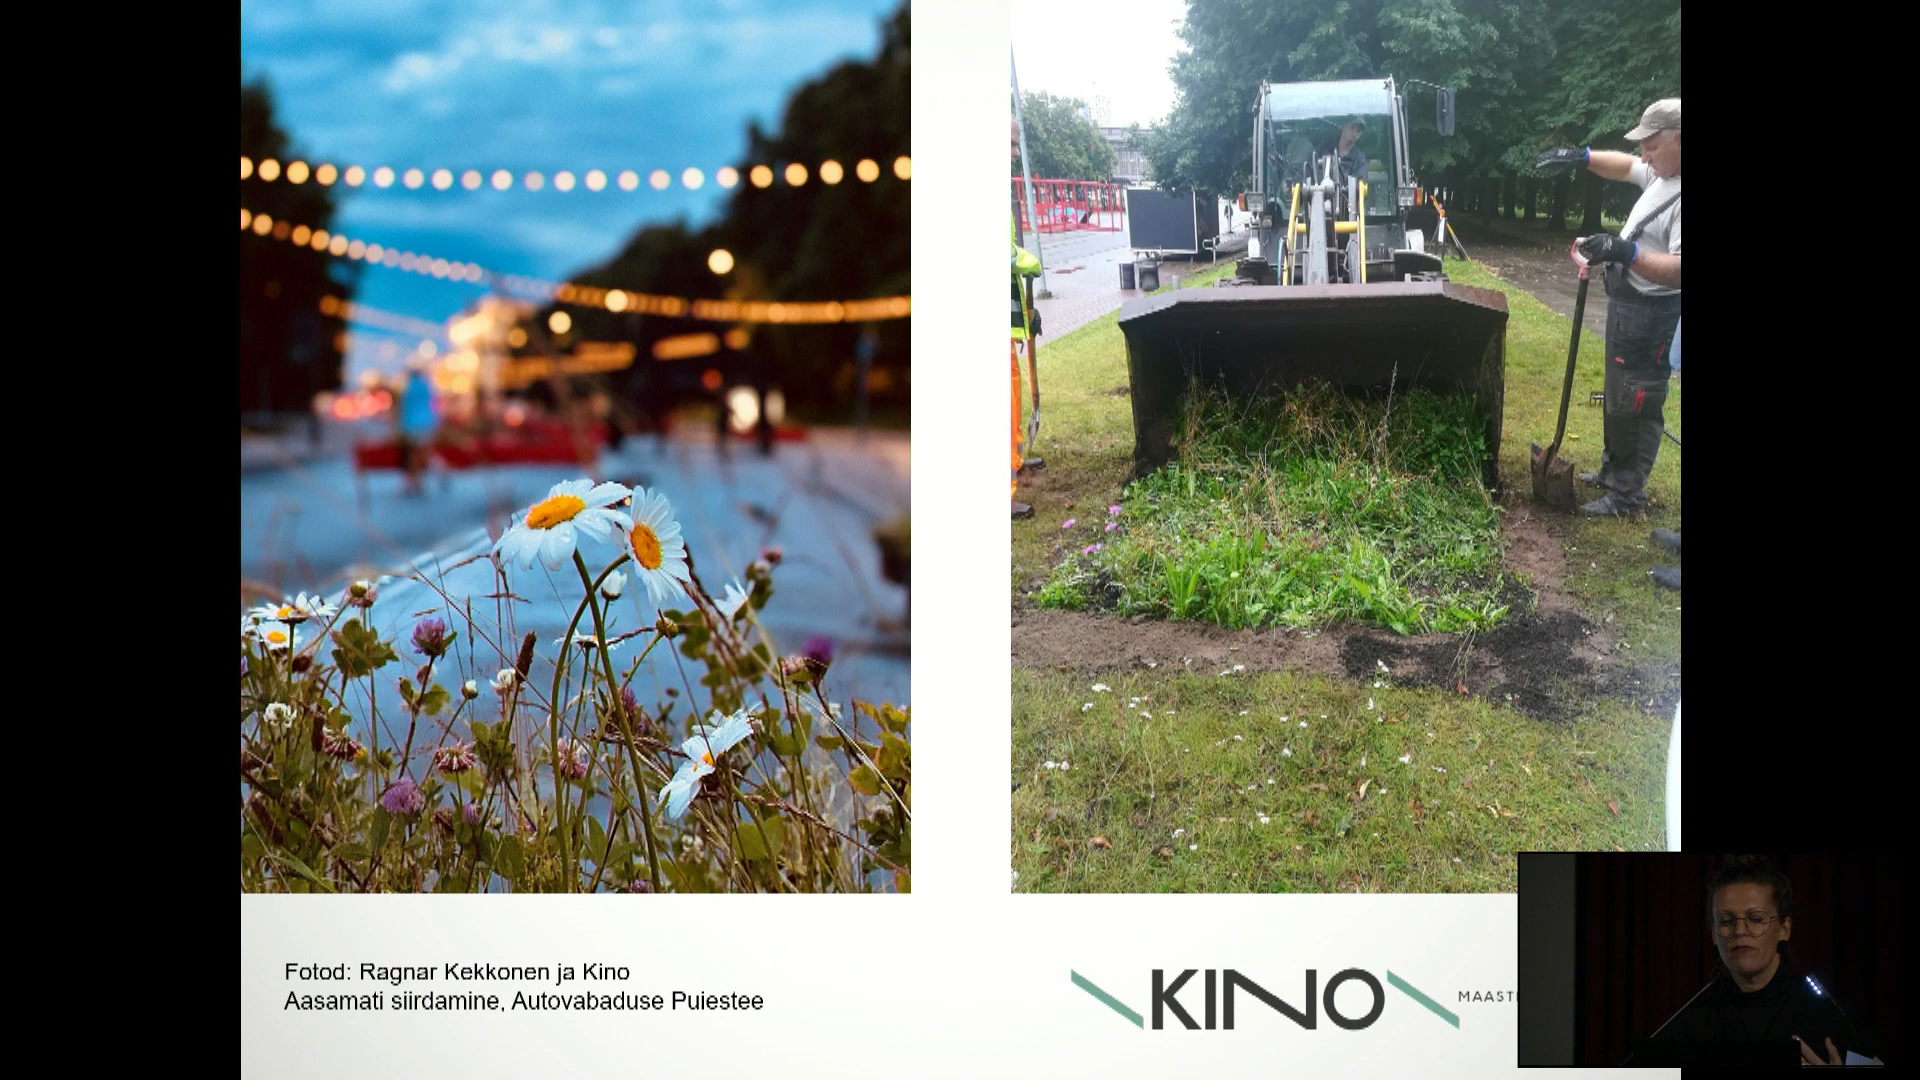 Fotod: Ragnar Kekkonen ja Kino
Aasamati siirdamine, Autovabaduse Puiestee
KINO